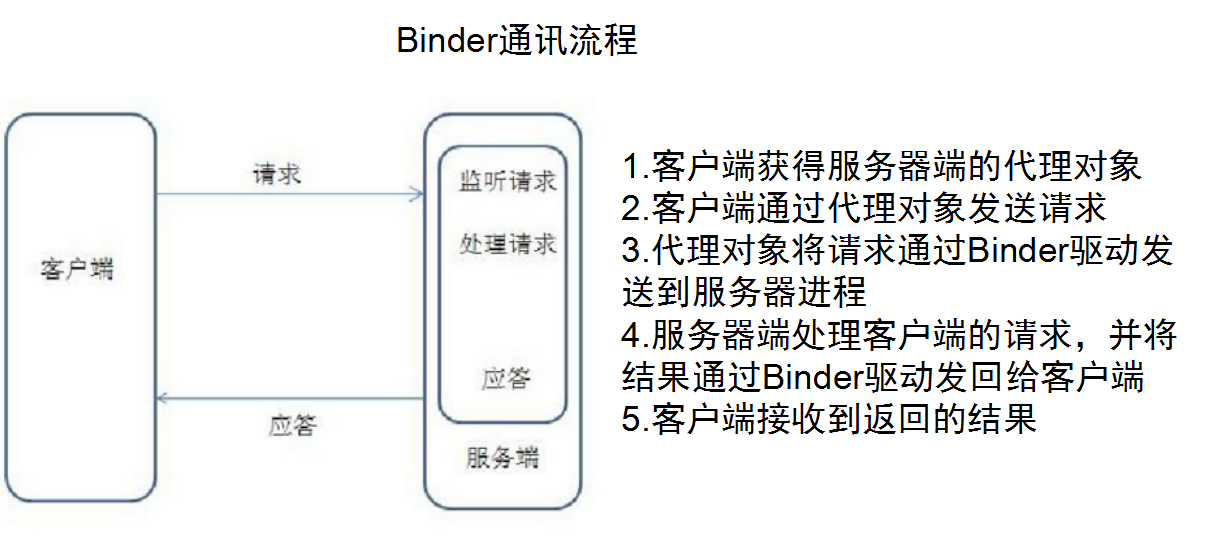 Binder通讯流程
请求
监听请求
处理请求
客户端
应答
应答
服务端
1.客户端获得服务器端的代理对象
2.客户端通过代理对象发送请求
3.代理对象将请求通过Binder驱动发
送到服务器进程
4.服务器端处理客户端的请求，并将
结果通过Binder驱动发回给客户端
5.客户端接收到返回的结果